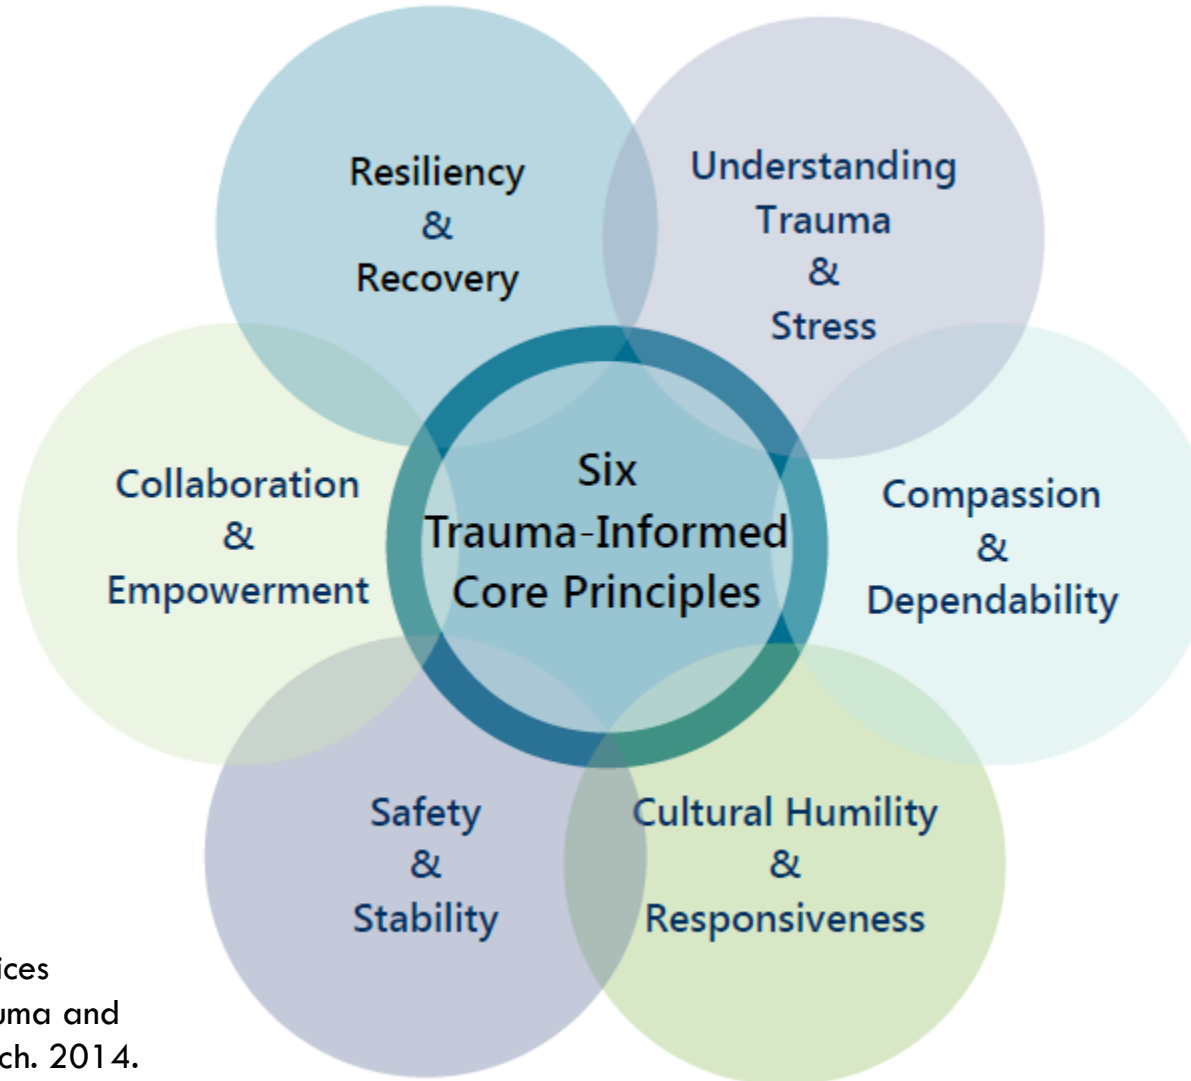 Resiliency
&
Recovery
Understanding
Trauma
&
Stress
Collaboration
&
Empowerment
Six
Trauma-Informed
Core Principles
Compassion
&
Dependability
Safety
&
Stability
Cultural Humility
&
Responsiveness
ices
uma and
ch. 2014.